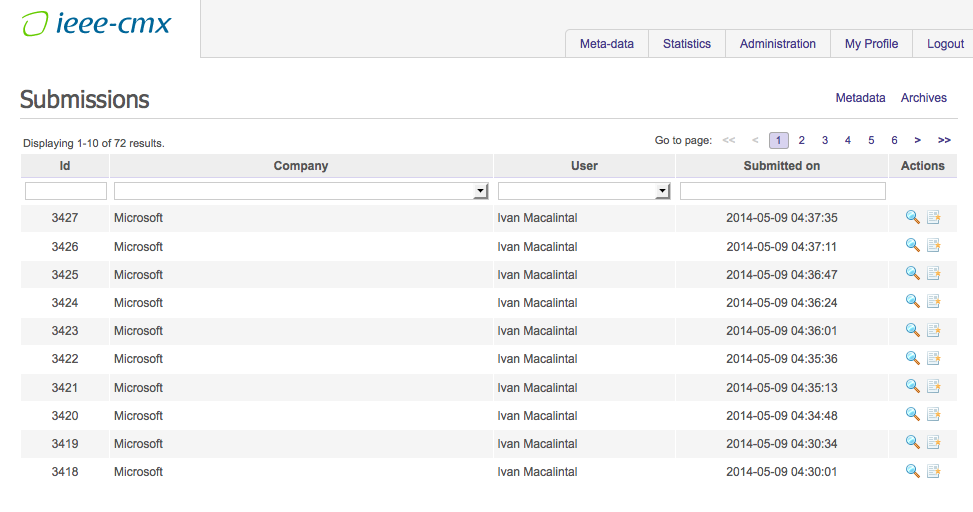 ieee-cmx
Meta-data Statistics Administration My Profile Logout
Submissions
Metadata Archives
Displaying 1-10 of 72 results.
Go to page: << < 1 2 3 4 5 6 > >>
Id Company User Submitted on Actions
3427 Microsoft Ivan Macalintal 2014-05-09 04:37:35
3426 Microsoft Ivan Macalintal 2014-05-09 04:37:11
3425 Microsoft Ivan Macalintal 2014-05-09 04:36:47
3424 Microsoft Ivan Macalintal 2014-05-09 04:36:24
3423 Microsoft Ivan Macalintal 2014-05-09 04:36:01
3422 Microsoft Ivan Macalintal 2014-05-09 04:35:36
3421 Microsoft Ivan Macalintal 2014-05-09 04:35:13
3420 Microsoft Ivan Macalintal 2014-05-09 04:34:48
3419 Microsoft Ivan Macalintal 2014-05-09 04:30:34
3418 Microsoft Ivan Macalintal 2014-05-09 04:30:01